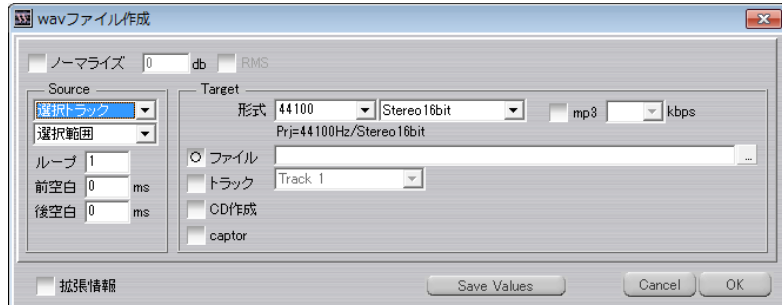 wavファイル作成
ノーマライズ 0 db RMS
Source
選択トラック
選択範囲
ループ 1
前空白 0 ms
後空白 0 ms
Target
形式 44100 Stereo16bit mp3 kbps
Prj=44100Hz/Stereo16bit
ファイル ...
トラック Track 1
CD作成
captor
拡張情報 Save Values Cancel OK